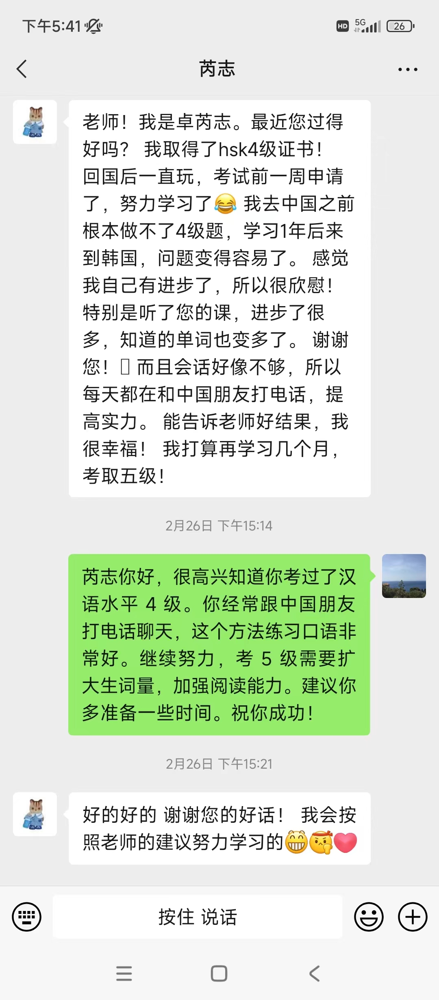 下午5:41
HD 5G 26
芮志
老师！我是卓芮志。最近您过得
好吗？ 我取得了hsk4级证书！
回国后一直玩，考试前一周申请
了，努力学习了😂 我去中国之前
根本做不了4级题，学习1年后来
到韩国，问题变得容易了。 感觉
我自己有进步了，所以很欣慰！
特别是听了您的课，进步了很
多，知道的单词也变多了。 谢谢
您！ 而且会话好像不够，所以
每天都在和中国朋友打电话，提
高实力。 能告诉老师好结果，我
很幸福！ 我打算再学习几个月，
考取五级！
2月26日 下午15:14
芮志你好，很高兴知道你考过了汉
语水平 4 级。你经常跟中国朋友
打电话聊天，这个方法练习口语非
常好。继续努力，考 5 级需要扩
大生词量，加强阅读能力。建议你
多准备一些时间。祝你成功！
2月26日 下午15:21
好的好的 谢谢您的好话！ 我会按
照老师的建议努力学习的
按住 说话